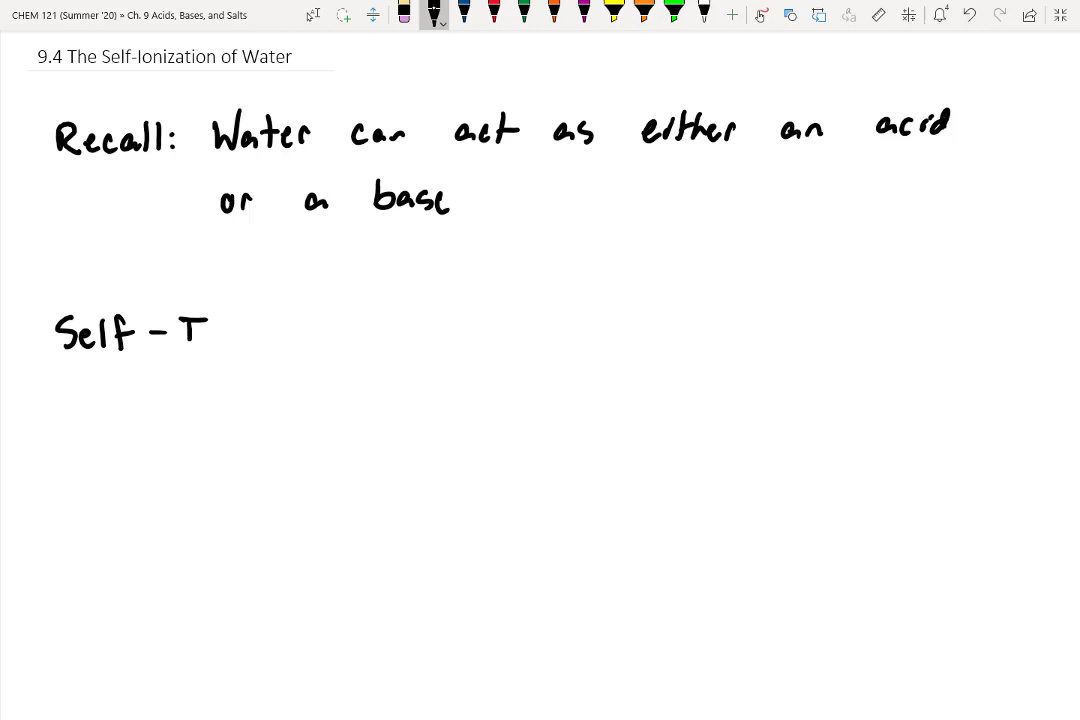 CHEM 121 (Summer '20) » Ch. 9 Acids, Bases, and Salts
9.4 The Self-Ionization of Water
Recall: Water can act as either an acid
or a base
Self - T